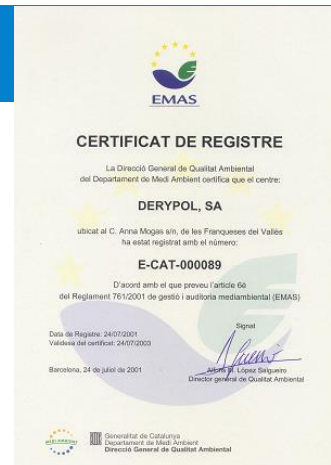 EMAS
CERTIFICAT DE REGISTRE
La Direcció General de Qualitat Ambiental
del Departament de Medi Ambient certifica que el centre:
DERYPOL, SA
ubicat al C. Anna Mogas s/n, de les Franqueses del Vallès
ha estat registrat amb el número:
E-CAT-000089
D'acord amb el que preveu l'article 6è
del Reglament 761/2001 de gestió i auditoria mediambiental (EMAS)
Data de Registre: 24/07/2001
Validesa del certificat: 24/07/2003
Signat
Barcelona, 24 de juliol de 2001
López Salgueiro
Director general de Qualitat Ambiental
Generalitat de Catalunya
Departament de Medi Ambient
Direcció General de Qualitat Ambiental